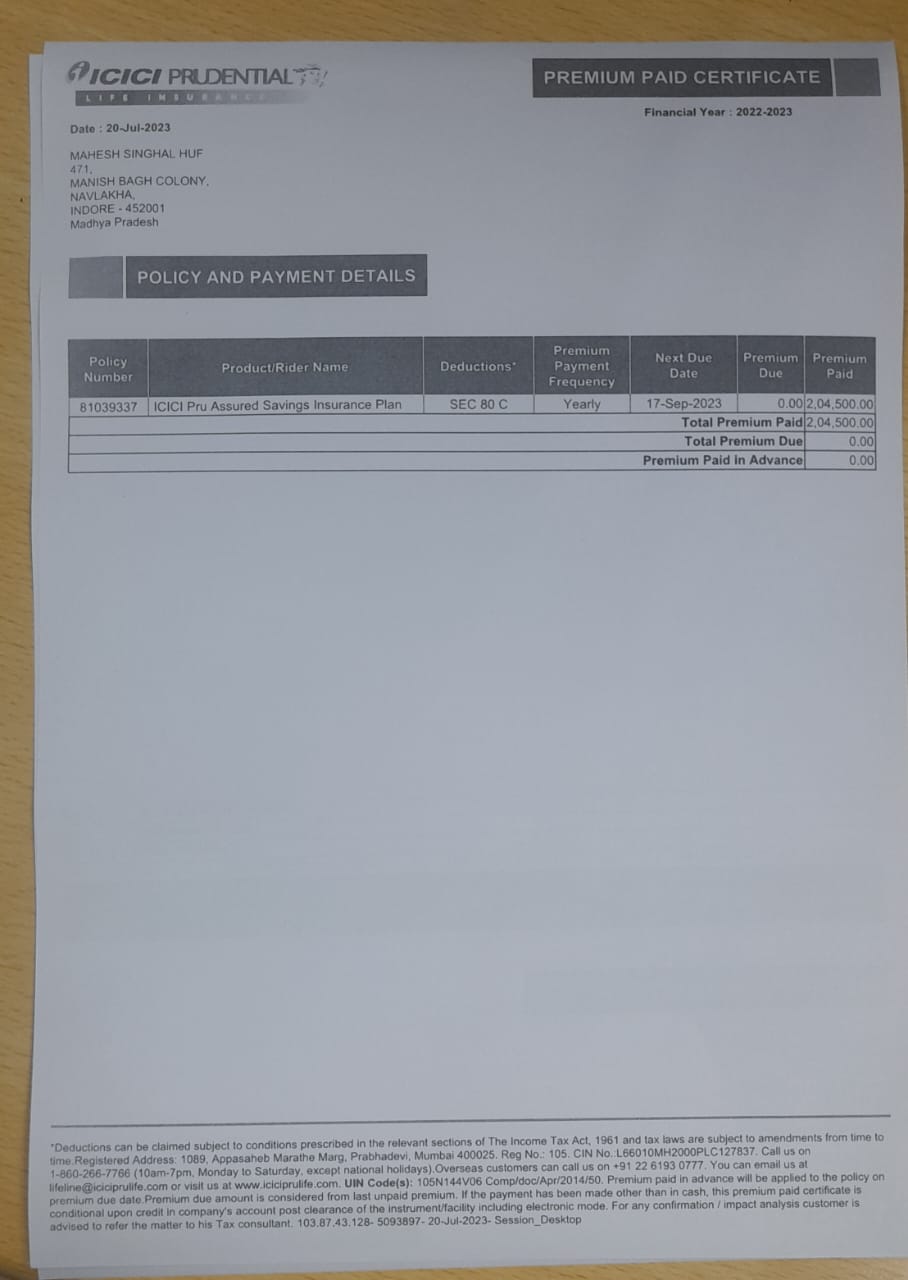 ICICI PRUDENTIAL
LIFE INSURANCE
PREMIUM PAID CERTIFICATE
Financial Year : 2022-2023
Date : 20-Jul-2023
MAHESH SINGHAL HUF
471,
MANISH BAGH COLONY,
NAVLAKHA,
INDORE - 452001
Madhya Pradesh
POLICY AND PAYMENT DETAILS
Policy Number Product/Rider Name Deductions* Premium Payment Frequency Next Due Date Premium Due Premium Paid
81039337 ICICI Pru Assured Savings Insurance Plan SEC 80 C Yearly 17-Sep-2023 0.00 2,04,500.00
Total Premium Paid 2,04,500.00
Total Premium Due 0.00
Premium Paid in Advance 0.00
*Deductions can be claimed subject to conditions prescribed in the relevant sections of The Income Tax Act, 1961 and tax laws are subject to amendments from time to
time.Registered Address: 1089, Appasaheb Marathe Marg, Prabhadevi, Mumbai 400025. Reg No.: 105. CIN No.:L66010MH2000PLC127837. Call us on
1-860-266-7766 (10am-7pm, Monday to Saturday, except national holidays).Overseas customers can call us on +91 22 6193 0777. You can email us at
lifeline@iciciprulife.com or visit us at www.iciciprulife.com. UIN Code(s): 105N144V06 Comp/doc/Apr/2014/50. Premium paid in advance will be applied to the policy on
premium due date.Premium due amount is considered from last unpaid premium. If the payment has been made other than in cash, this premium paid certificate is
conditional upon credit in company's account post clearance of the instrument/facility including electronic mode. For any confirmation / impact analysis customer is
advised to refer the matter to his Tax consultant. 103.87.43.128- 5093897- 20-Jul-2023- Session_Desktop